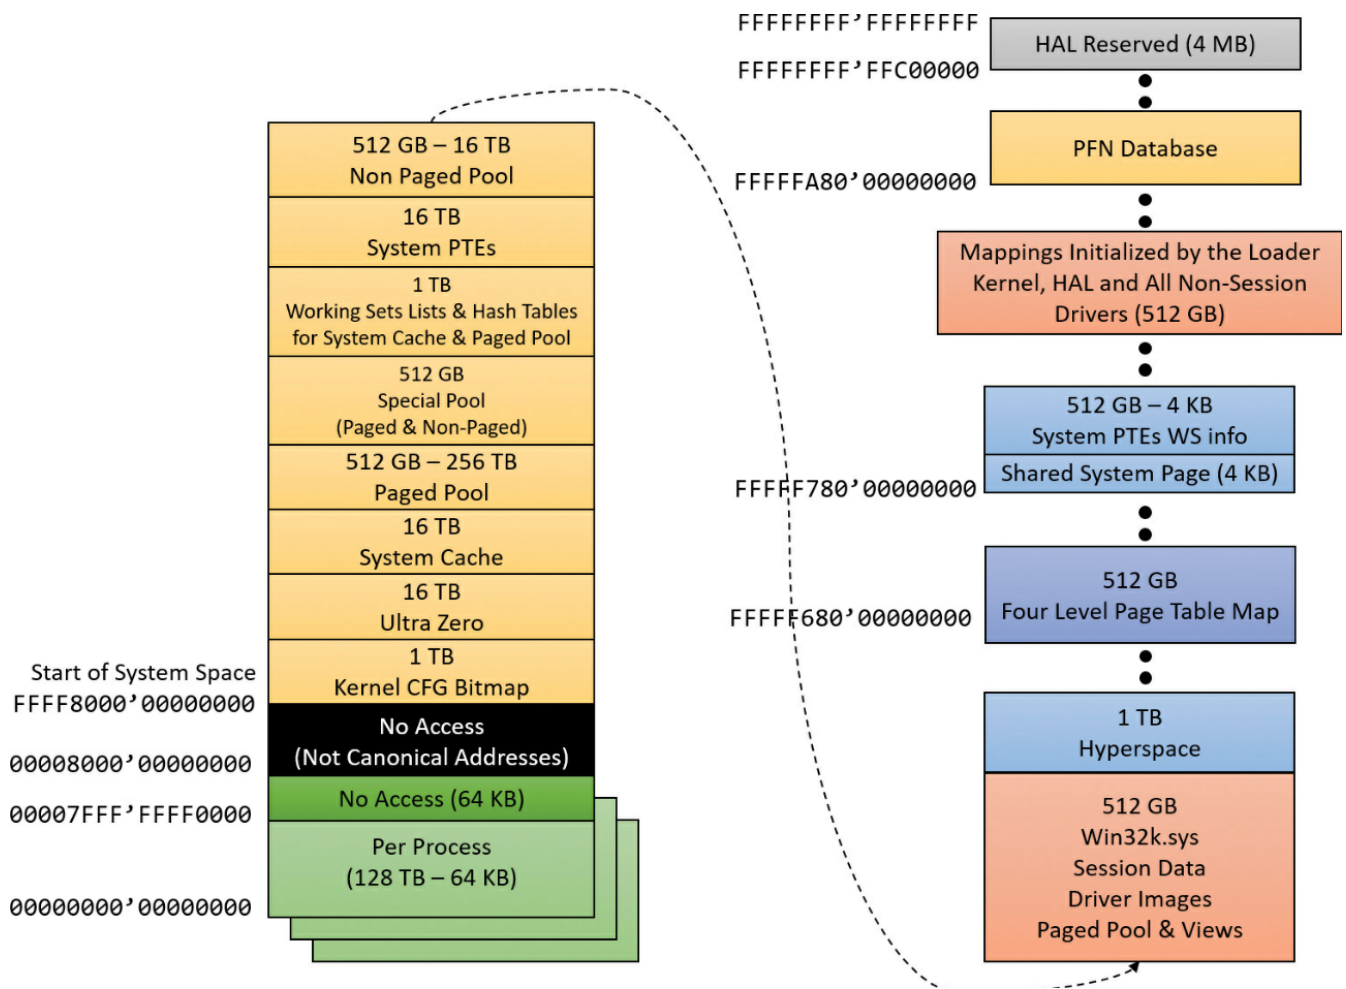 512 GB – 16 TB
Non Paged Pool
16 TB
System PTEs
1 TB
Working Sets Lists & Hash Tables
for System Cache & Paged Pool
512 GB
Special Pool
(Paged & Non-Paged)
512 GB – 256 TB
Paged Pool
16 TB
System Cache
16 TB
Ultra Zero
1 TB
Kernel CFG Bitmap
Start of System Space
FFFF8000’00000000
No Access
(Not Canonical Addresses)
00008000’00000000
No Access (64 KB)
00007FFF’FFFF0000
Per Process
(128 TB – 64 KB)
00000000’00000000
FFFFFFFF’FFFFFFFF
HAL Reserved (4 MB)
FFFFFFFF’FFC00000
PFN Database
FFFFFA80’00000000
Mappings Initialized by the Loader
Kernel, HAL and All Non-Session
Drivers (512 GB)
512 GB – 4 KB
System PTEs WS info
Shared System Page (4 KB)
FFFFF780’00000000
512 GB
Four Level Page Table Map
FFFFF680’00000000
1 TB
Hyperspace
512 GB
Win32k.sys
Session Data
Driver Images
Paged Pool & Views